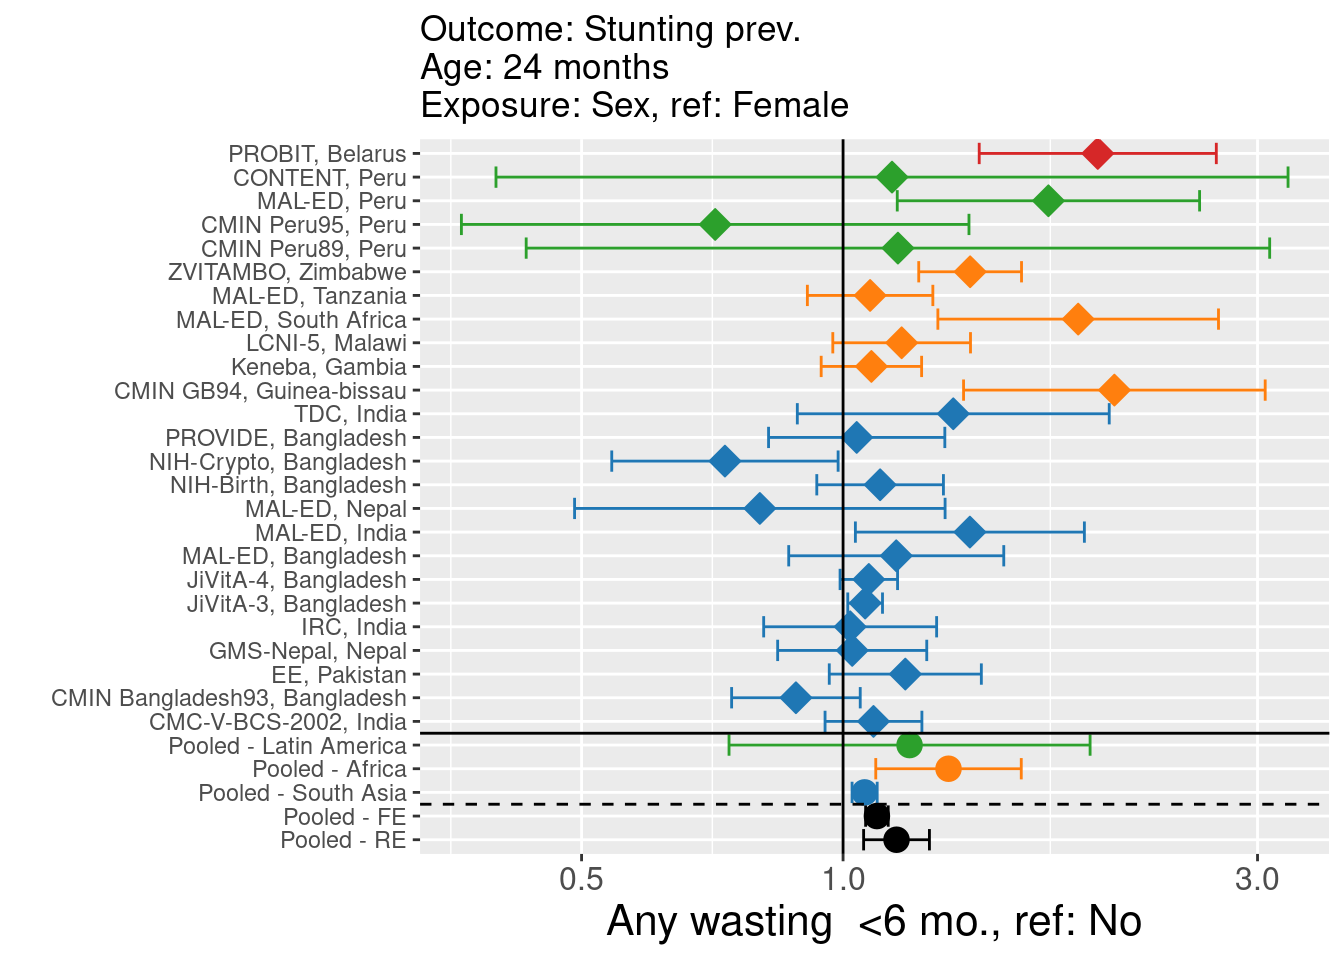 Outcome: Stunting prev.
Age: 24 months
Exposure: Sex, ref: Female
PROBIT, Belarus
CONTENT, Peru
MAL-ED, Peru
CMIN Peru95, Peru
CMIN Peru89, Peru
ZVITAMBO, Zimbabwe
MAL-ED, Tanzania
MAL-ED, South Africa
LCNI-5, Malawi
Keneba, Gambia
CMIN GB94, Guinea-bissau
TDC, India
PROVIDE, Bangladesh
NIH-Crypto, Bangladesh
NIH-Birth, Bangladesh
MAL-ED, Nepal
MAL-ED, India
MAL-ED, Bangladesh
JiVitA-4, Bangladesh
JiVitA-3, Bangladesh
IRC, India
GMS-Nepal, Nepal
EE, Pakistan
CMIN Bangladesh93, Bangladesh
CMC-V-BCS-2002, India
Pooled - Latin America
Pooled - Africa
Pooled - South Asia
Pooled - FE
Pooled - RE
0.5 1.0 3.0
Any wasting  <6 mo., ref: No